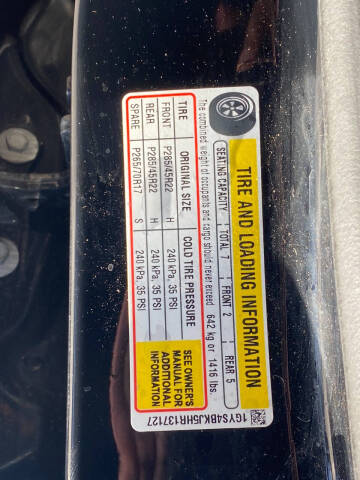 TIRE AND LOADING INFORMATION
SEATING CAPACITY TOTAL 7 FRONT 2 REAR 5
The combined weight of occupants and cargo should never exceed 642 kg or 1416 lbs.
TIRE ORIGINAL SIZE COLD TIRE PRESSURE
FRONT P285/45R22 H 240 kPa, 35 PSI
REAR P285/45R22 H 240 kPa, 35 PSI
SPARE P265/70R17 S 240 kPa, 35 PSI
SEE OWNER'S
MANUAL FOR
ADDITIONAL
INFORMATION
1GYS4BKJ5HR137127